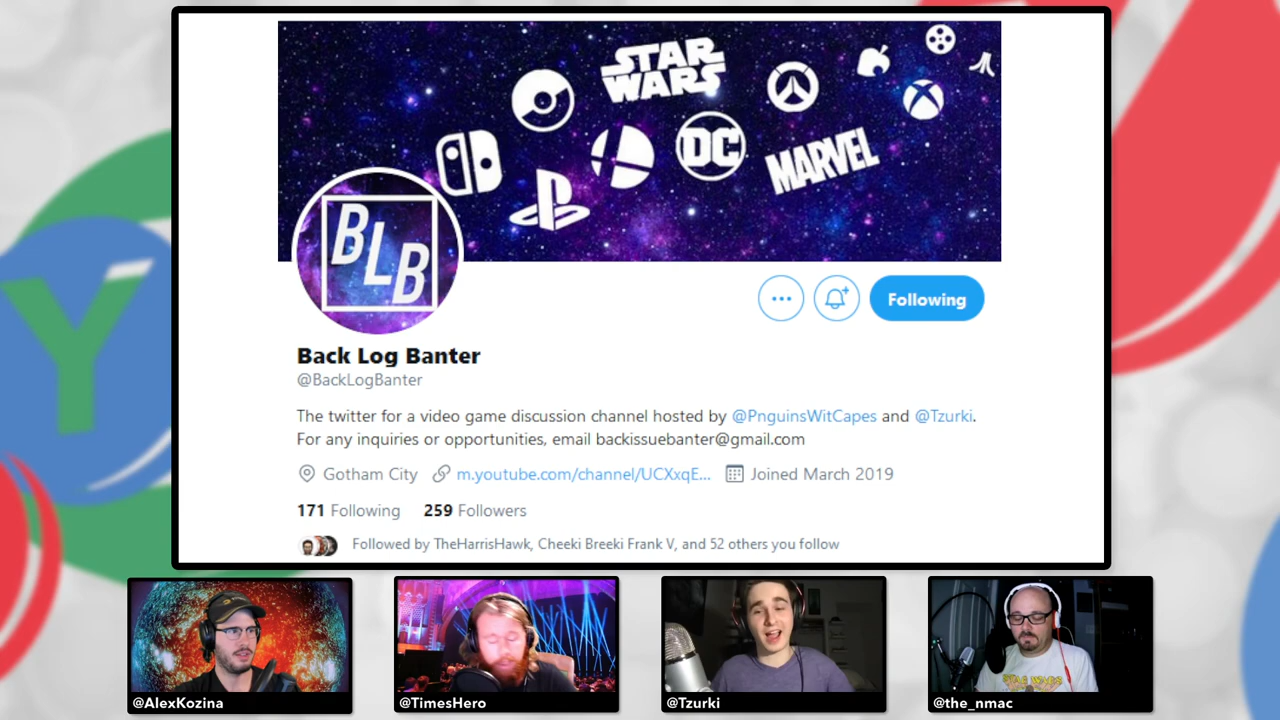 STAR
WARS
DC
MARVEL
BLB
Following
Back Log Banter
@BackLogBanter
The twitter for a video game discussion channel hosted by @PnguinsWitCapes and @Tzurki.
For any inquiries or opportunities, email backissuebanter@gmail.com
Gotham City m.youtube.com/channel/UCXxqE... Joined March 2019
171 Following 259 Followers
Followed by TheHarrisHawk, Cheeki Breeki Frank V, and 52 others you follow
Y
STAR WARS
@AlexKozina @TimesHero @Tzurki @the_nmac